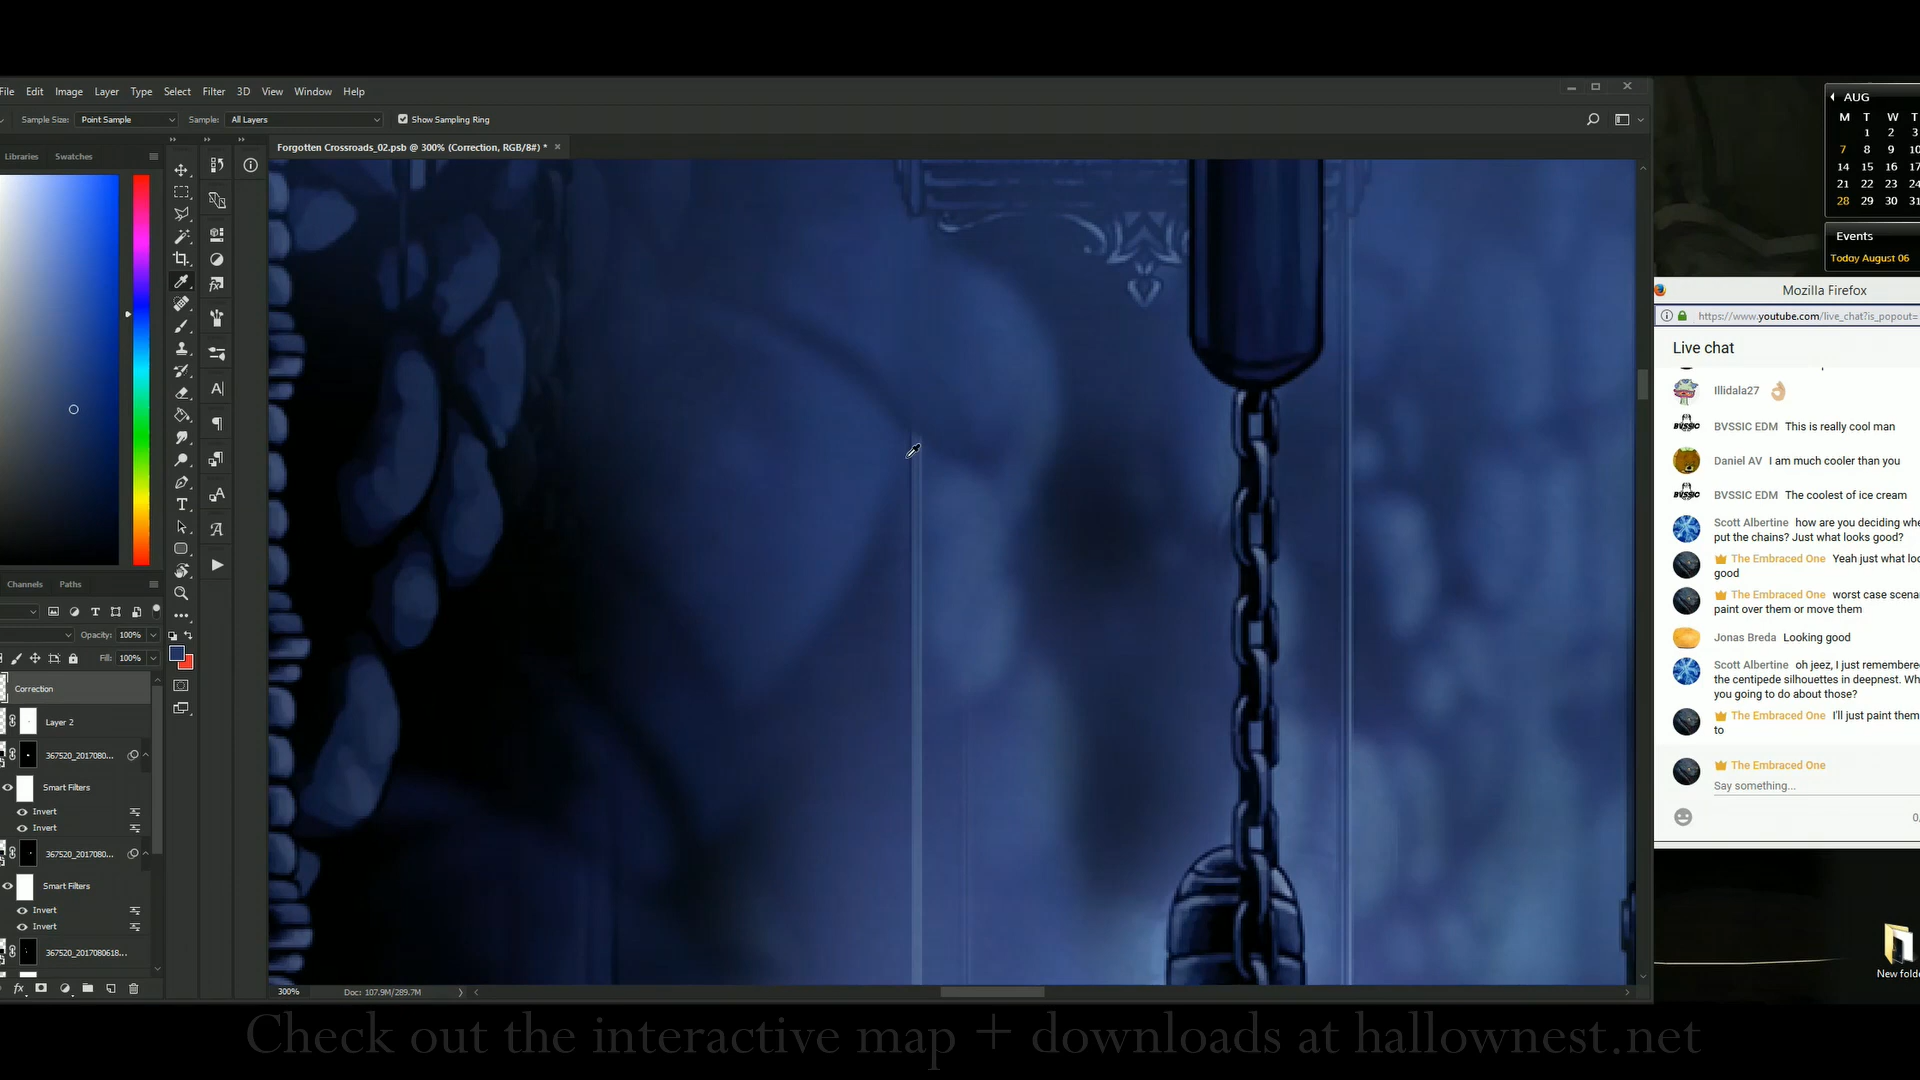 File Edit Image Layer Type Select Filter 3D View Window Help
Sample Size: Point Sample Sample: All Layers Show Sampling Ring
Forgotten Crossroads_02.psb @ 300% (Correction, RGB/8#) * ×
Libraries Swatches
Channels Paths
Opacity: 100%
Fill: 100%
Correction
Layer 2
367520_2017080...
Smart Filters
Invert
Invert
367520_2017080...
Smart Filters
Invert
Invert
367520_201708061​8...
300% Doc: 107.9M/289.7M
AUG
M T W T
1 2 3
7 8 9 10
14 15 16 17
21 22 23 24
28 29 30 31
Events
Today August 06
Mozilla Firefox
https://www.youtube.com/live_chat?is_popout=
Live chat
Illidala27
BVSSIC EDM This is really cool man
Daniel AV I am much cooler than you
BVSSIC EDM The coolest of ice cream
Scott Albertine how are you deciding whe
put the chains? Just what looks good?
The Embraced One Yeah just what loo
good
The Embraced One worst case scena
paint over them or move them
Jonas Breda Looking good
Scott Albertine oh jeez, I just remembered
the centipede silhouettes in deepnest. Wh
you going to do about those?
The Embraced One I'll just paint them
to
The Embraced One
Say something...
New folde
Check out the interactive map + downloads at hallownest.net